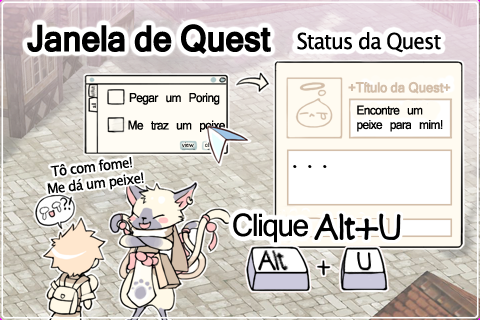 Janela de Quest
Status da Quest
Pegar um Poring
Me traz um peixe
view
+Título da Quest+
Encontre um
peixe para mim!
...
Tô com fome!
Me dá um peixe!
??
Clique Alt+U
Alt + U